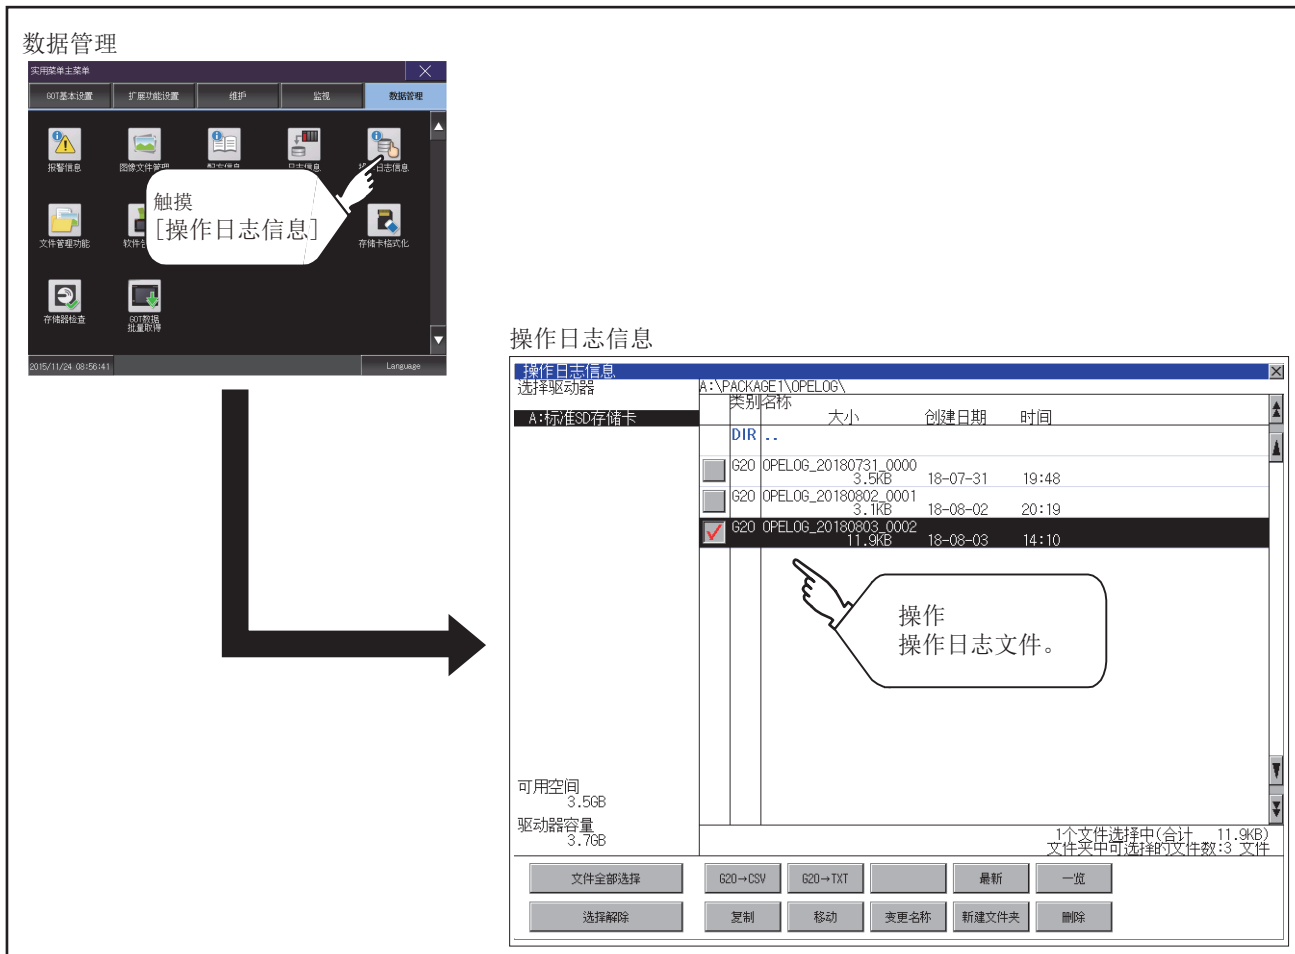 数据管理
实用菜单主菜单
GOT基本设置 扩展功能设置 维护 监视 数据管理
报警信息 图像文件管理 日志信息 日志信息
触摸
[操作日志信息]
文件管理功能 软件 存储卡格式化
存储器检查 GOT数据
批量取得
2015/11/24 08:56:41 Language
操作日志信息
操作日志信息
选择驱动器 A:\PACKAGE1\OPELOG\
类别 名称
A:标准SD存储卡 大小 创建日期 时间
DIR ..
G2O OPELOG_20180731_0000
3.5KB 18-07-31 19:48
G2O OPELOG_20180802_0001
3.1KB 18-08-02 20:19
G2O OPELOG_20180803_0002
11.9KB 18-08-03 14:10
操作
操作日志文件。
可用空间
3.5GB
驱动器容量
3.7GB
1个文件选择中(合计 11.9KB)
文件夹中可选择的文件数:3 文件
文件全部选择 G2O→CSV G2O→TXT 最新 一览
选择解除 复制 移动 变更名称 新建文件夹 删除